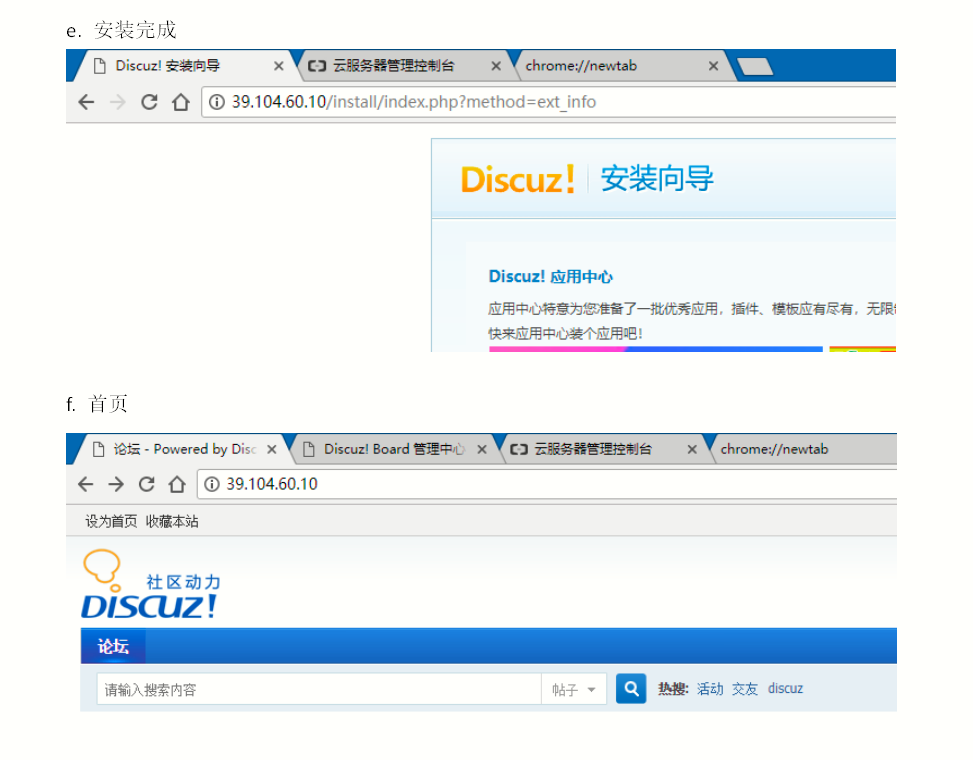 e. 安装完成
Discuz! 安装向导 云服务器管理控制台 chrome://newtab
39.104.60.10/install/index.php?method=ext_info
Discuz! 安装向导
Discuz! 应用中心
应用中心特意为您准备了一批优秀应用，插件、模板应有尽有，无限
快来应用中心装个应用吧！
f. 首页
论坛 - Powered by Disc Discuz! Board 管理中心 云服务器管理控制台 chrome://newtab
39.104.60.10
设为首页 收藏本站
社区动力
DISCUZ!
论坛
请输入搜索内容 帖子 热搜: 活动 交友 discuz